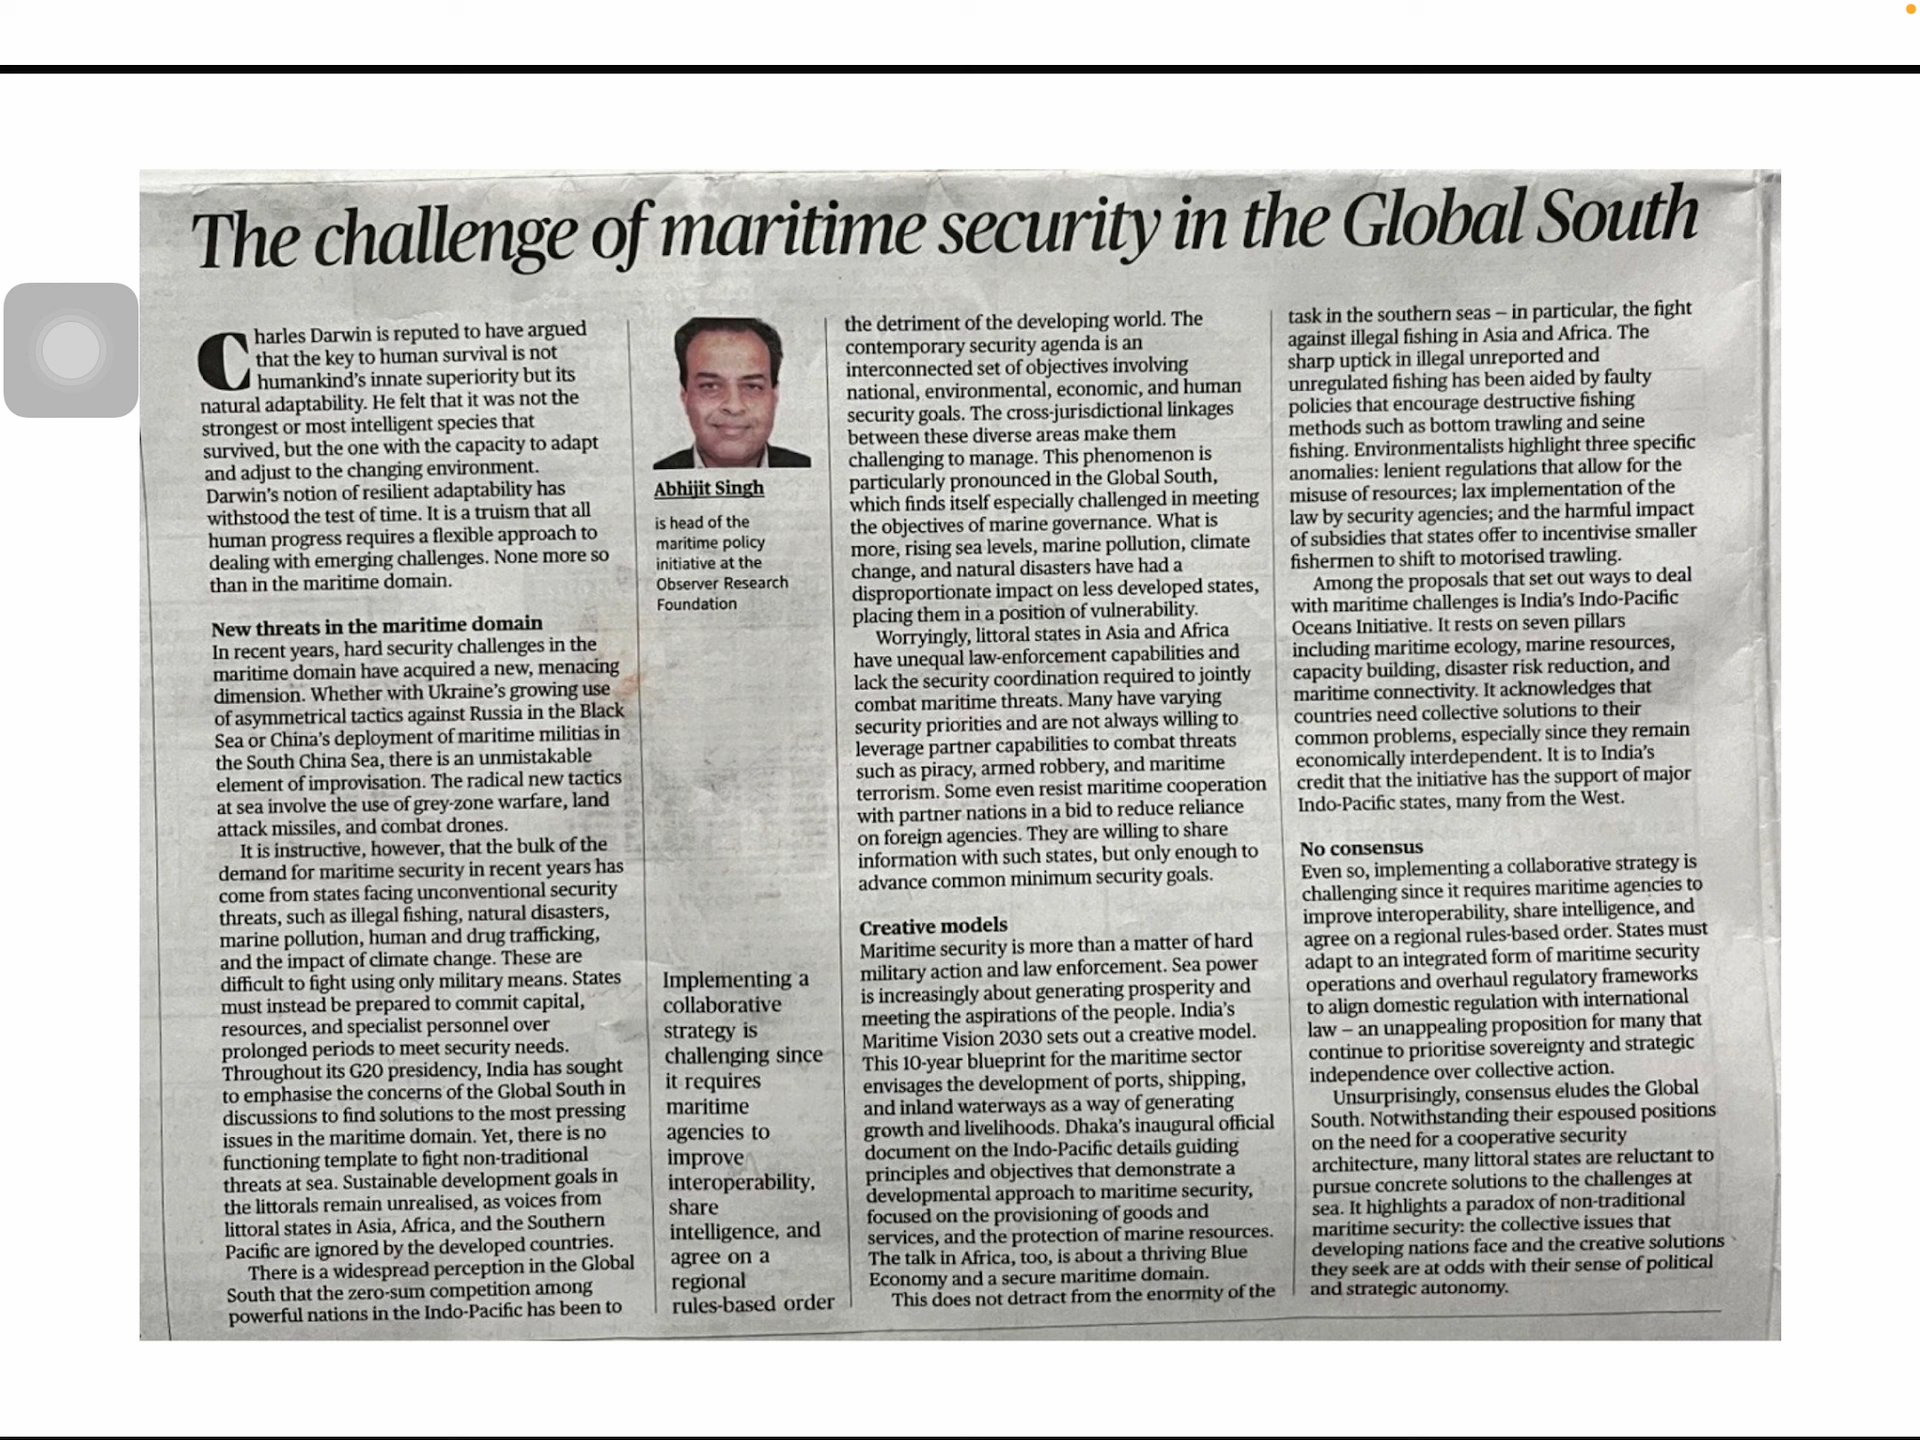 The challenge of maritime security in the Global South
Charles Darwin is reputed to have argued
that the key to human survival is not
humankind's innate superiority but its
natural adaptability. He felt that it was not the
strongest or most intelligent species that
survived, but the one with the capacity to adapt
and adjust to the changing environment.
Darwin's notion of resilient adaptability has
withstood the test of time. It is a truism that all
human progress requires a flexible approach to
dealing with emerging challenges. None more so
than in the maritime domain.
New threats in the maritime domain
In recent years, hard security challenges in the
maritime domain have acquired a new, menacing
dimension. Whether with Ukraine's growing use
of asymmetrical tactics against Russia in the Black
Sea or China's deployment of maritime militias in
the South China Sea, there is an unmistakable
element of improvisation. The radical new tactics
at sea involve the use of grey-zone warfare, land
attack missiles, and combat drones.
It is instructive, however, that the bulk of the
demand for maritime security in recent years has
come from states facing unconventional security
threats, such as illegal fishing, natural disasters,
marine pollution, human and drug trafficking,
and the impact of climate change. These are
difficult to fight using only military means. States
must instead be prepared to commit capital,
resources, and specialist personnel over
prolonged periods to meet security needs.
Throughout its G20 presidency, India has sought
to emphasise the concerns of the Global South in
discussions to find solutions to the most pressing
issues in the maritime domain. Yet, there is no
functioning template to fight non-traditional
threats at sea. Sustainable development goals in
the littorals remain unrealised, as voices from
littoral states in Asia, Africa, and the Southern
Pacific are ignored by the developed countries.
There is a widespread perception in the Global
South that the zero-sum competition among
powerful nations in the Indo-Pacific has been to
Abhijit Singh
is head of the
maritime policy
initiative at the
Observer Research
Foundation
Implementing a
collaborative
strategy is
challenging since
it requires
maritime
agencies to
improve
interoperability,
share
intelligence, and
agree on a
regional
rules-based order
the detriment of the developing world. The
contemporary security agenda is an
interconnected set of objectives involving
national, environmental, economic, and human
security goals. The cross-jurisdictional linkages
between these diverse areas make them
challenging to manage. This phenomenon is
particularly pronounced in the Global South,
which finds itself especially challenged in meeting
the objectives of marine governance. What is
more, rising sea levels, marine pollution, climate
change, and natural disasters have had a
disproportionate impact on less developed states,
placing them in a position of vulnerability.
Worryingly, littoral states in Asia and Africa
have unequal law-enforcement capabilities and
lack the security coordination required to jointly
combat maritime threats. Many have varying
security priorities and are not always willing to
leverage partner capabilities to combat threats
such as piracy, armed robbery, and maritime
terrorism. Some even resist maritime cooperation
with partner nations in a bid to reduce reliance
on foreign agencies. They are willing to share
information with such states, but only enough to
advance common minimum security goals.
Creative models
Maritime security is more than a matter of hard
military action and law enforcement. Sea power
is increasingly about generating prosperity and
meeting the aspirations of the people. India's
Maritime Vision 2030 sets out a creative model.
This 10-year blueprint for the maritime sector
envisages the development of ports, shipping,
and inland waterways as a way of generating
growth and livelihoods. Dhaka's inaugural official
document on the Indo-Pacific details guiding
principles and objectives that demonstrate a
developmental approach to maritime security,
focused on the provisioning of goods and
services, and the protection of marine resources.
The talk in Africa, too, is about a thriving Blue
Economy and a secure maritime domain.
This does not detract from the enormity of the
task in the southern seas – in particular, the fight
against illegal fishing in Asia and Africa. The
sharp uptick in illegal unreported and
unregulated fishing has been aided by faulty
policies that encourage destructive fishing
methods such as bottom trawling and seine
fishing. Environmentalists highlight three specific
anomalies: lenient regulations that allow for the
misuse of resources; lax implementation of the
law by security agencies; and the harmful impact
of subsidies that states offer to incentivise smaller
fishermen to shift to motorised trawling.
Among the proposals that set out ways to deal
with maritime challenges is India's Indo-Pacific
Oceans Initiative. It rests on seven pillars
including maritime ecology, marine resources,
capacity building, disaster risk reduction, and
maritime connectivity. It acknowledges that
countries need collective solutions to their
common problems, especially since they remain
economically interdependent. It is to India's
credit that the initiative has the support of major
Indo-Pacific states, many from the West.
No consensus
Even so, implementing a collaborative strategy is
challenging since it requires maritime agencies to
improve interoperability, share intelligence, and
agree on a regional rules-based order. States must
adapt to an integrated form of maritime security
operations and overhaul regulatory frameworks
to align domestic regulation with international
law – an unappealing proposition for many that
continue to prioritise sovereignty and strategic
independence over collective action.
Unsurprisingly, consensus eludes the Global
South. Notwithstanding their espoused positions
on the need for a cooperative security
architecture, many littoral states are reluctant to
pursue concrete solutions to the challenges at
sea. It highlights a paradox of non-traditional
maritime security: the collective issues that
developing nations face and the creative solutions
they seek are at odds with their sense of political
and strategic autonomy.